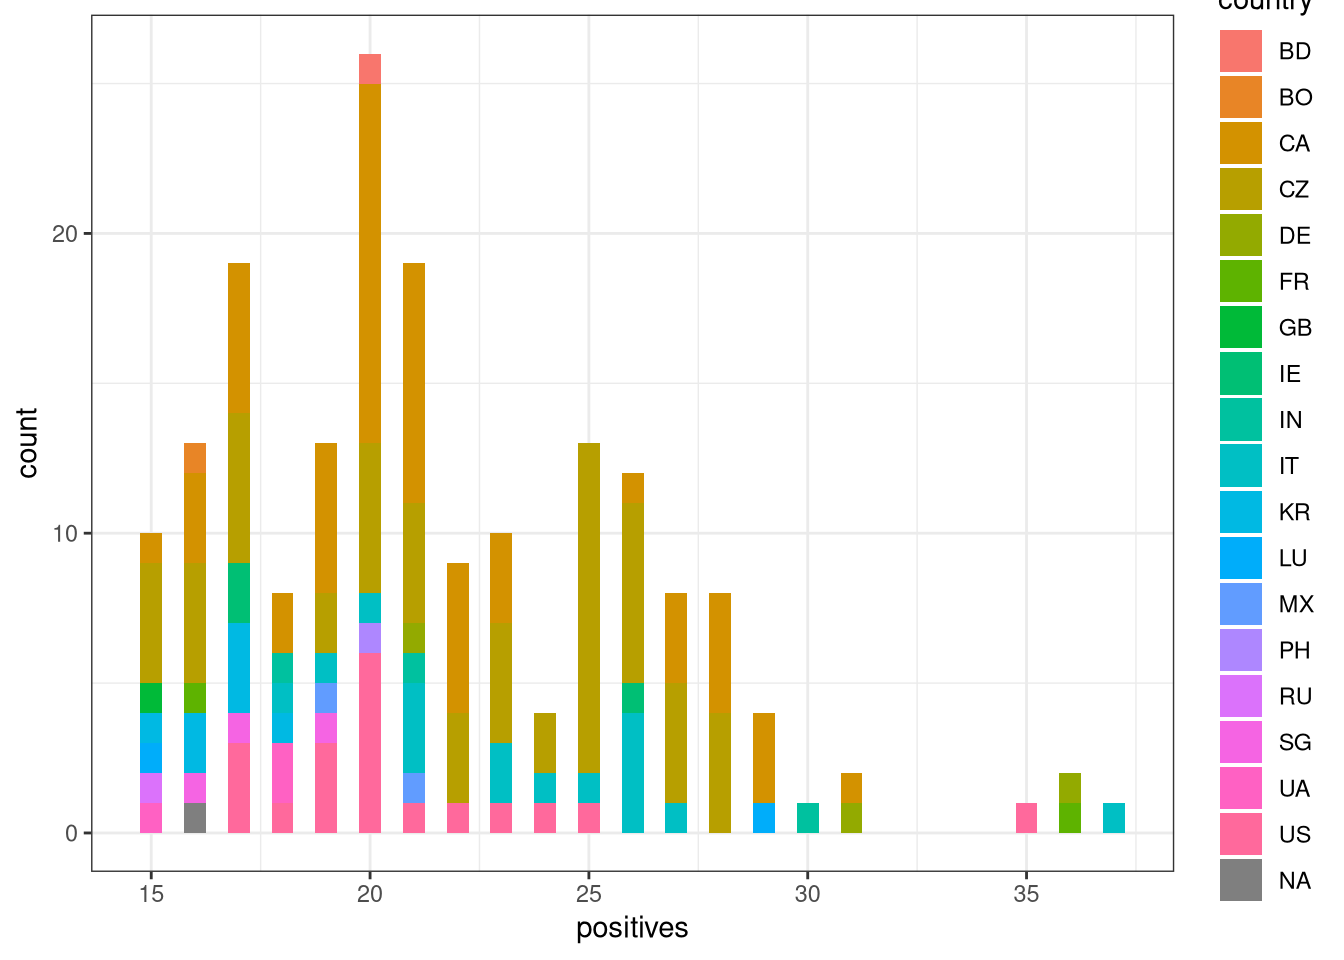 country
BD
BO
CA
CZ
DE
FR
GB
IE
IN
IT
KR
LU
MX
PH
RU
SG
UA
US
NA
count
20
10
0
15 20 25 30 35
positives